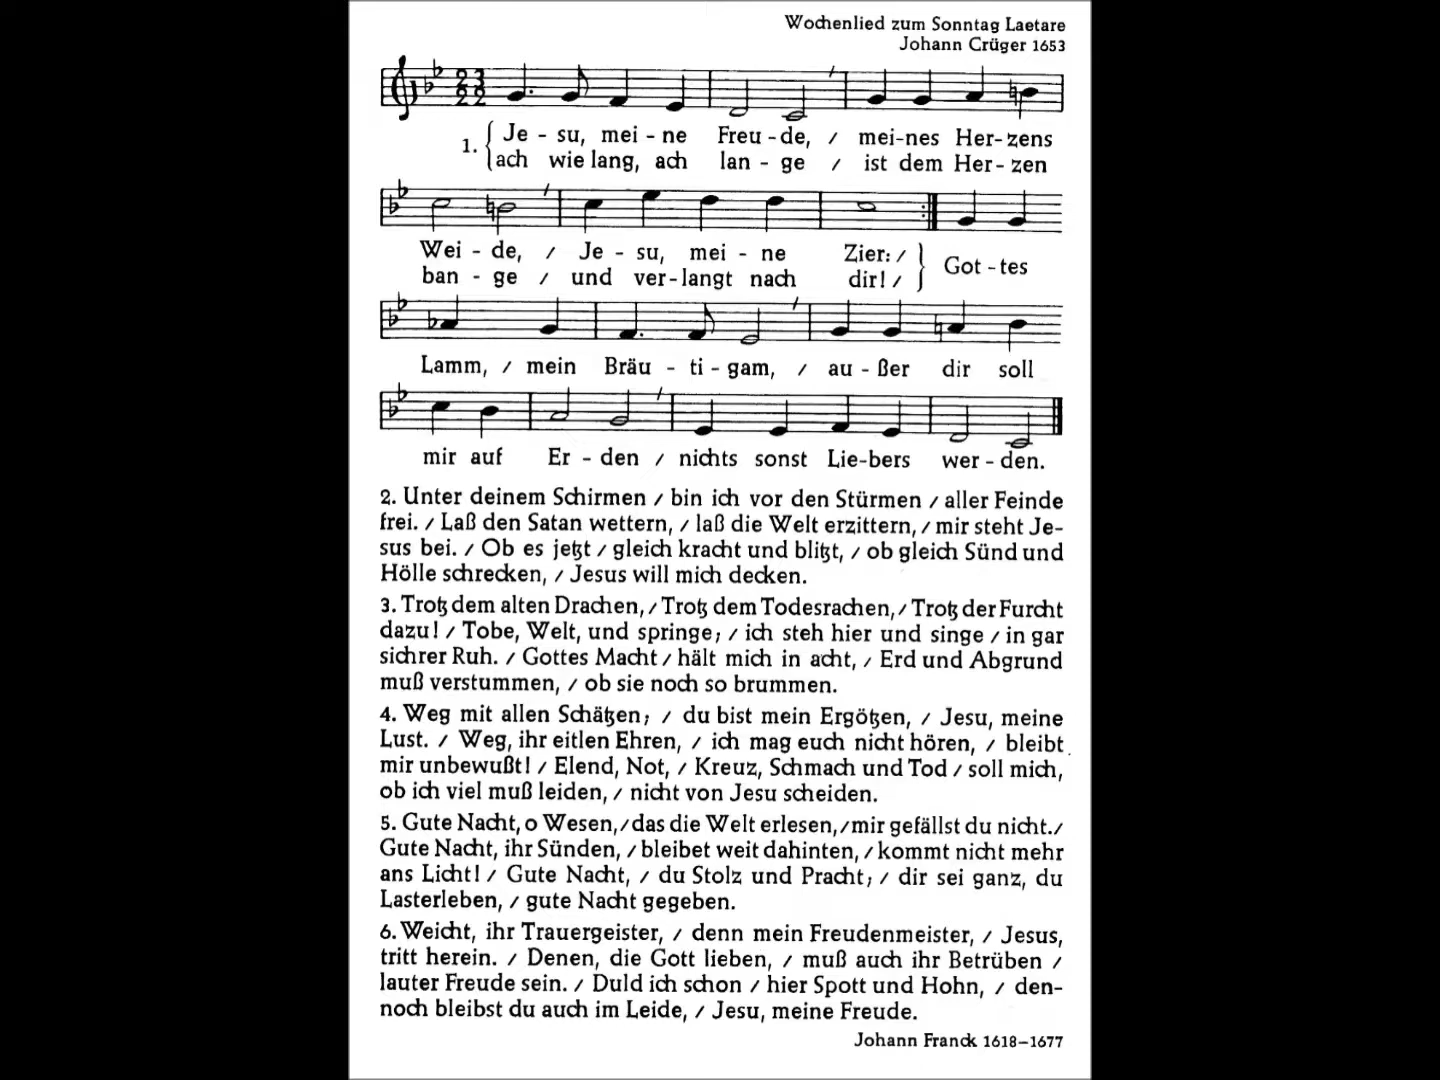 Wochenlied zum Sonntag Laetare
Johann Crüger 1653
1. Je - su, mei - ne Freu - de, / mei-nes Her-zens
ach wie lang, ach lan - ge / ist dem Her-zen
Wei - de, / Je - su, mei - ne Zier: /
ban - ge / und ver-langt nach dir! /
Got - tes
Lamm, / mein Bräu - ti - gam, / au - ßer dir soll
mir auf Er - den / nichts sonst Lie-bers wer - den.
2. Unter deinem Schirmen / bin ich vor den Stürmen / aller Feinde
frei. / Laß den Satan wettern, / laß die Welt erzittern, / mir steht Je-
sus bei. / Ob es jetzt / gleich kracht und blitzt, / ob gleich Sünd und
Hölle schrecken, / Jesus will mich decken.
3. Trotz dem alten Drachen, / Trotz dem Todesrachen, / Trotz der Furcht
dazu! / Tobe, Welt, und springe; / ich steh hier und singe / in gar
sichrer Ruh. / Gottes Macht / hält mich in acht, / Erd und Abgrund
muß verstummen, / ob sie noch so brummen.
4. Weg mit allen Schätzen; / du bist mein Ergötzen, / Jesu, meine
Lust. / Weg, ihr eitlen Ehren, / ich mag euch nicht hören, / bleibt
mir unbewußt! / Elend, Not, / Kreuz, Schmach und Tod / soll mich,
ob ich viel muß leiden, / nicht von Jesu scheiden.
5. Gute Nacht, o Wesen, / das die Welt erlesen, / mir gefällst du nicht. /
Gute Nacht, ihr Sünden, / bleibet weit dahinten, / kommt nicht mehr
ans Licht! / Gute Nacht, / du Stolz und Pracht; / dir sei ganz, du
Lasterleben, / gute Nacht gegeben.
6. Weicht, ihr Trauergeister, / denn mein Freudenmeister, / Jesus,
tritt herein. / Denen, die Gott lieben, / muß auch ihr Betrüben /
lauter Freude sein. / Duld ich schon / hier Spott und Hohn, / den-
noch bleibst du auch im Leide, / Jesu, meine Freude.
Johann Franck 1618–1677